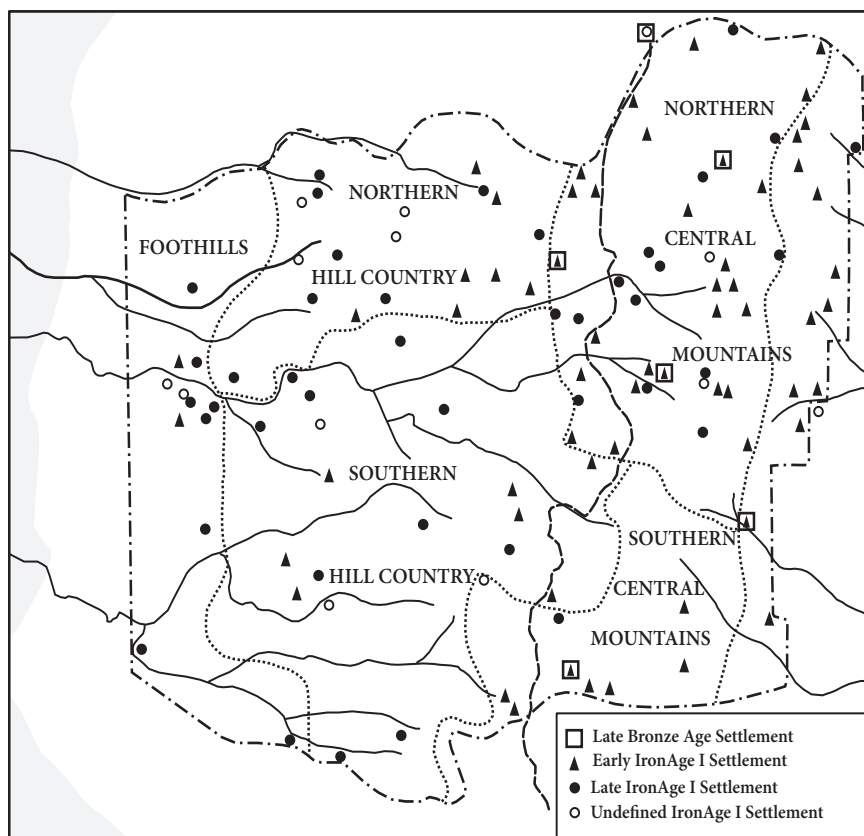 NORTHERN
NORTHERN
FOOTHILLS
CENTRAL
HILL COUNTRY
MOUNTAINS
SOUTHERN
SOUTHERN
HILL COUNTRY
CENTRAL
MOUNTAINS
Late Bronze Age Settlement
Early IronAge I Settlement
Late IronAge I Settlement
Undefined IronAge I Settlement